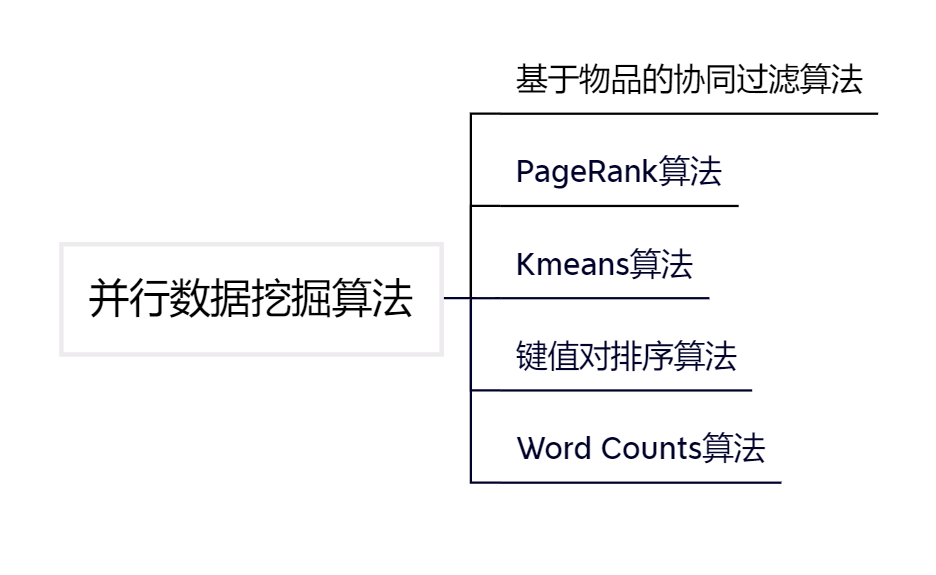 并行数据挖掘算法
基于物品的协同过滤算法
PageRank算法
Kmeans算法
键值对排序算法
Word Counts算法